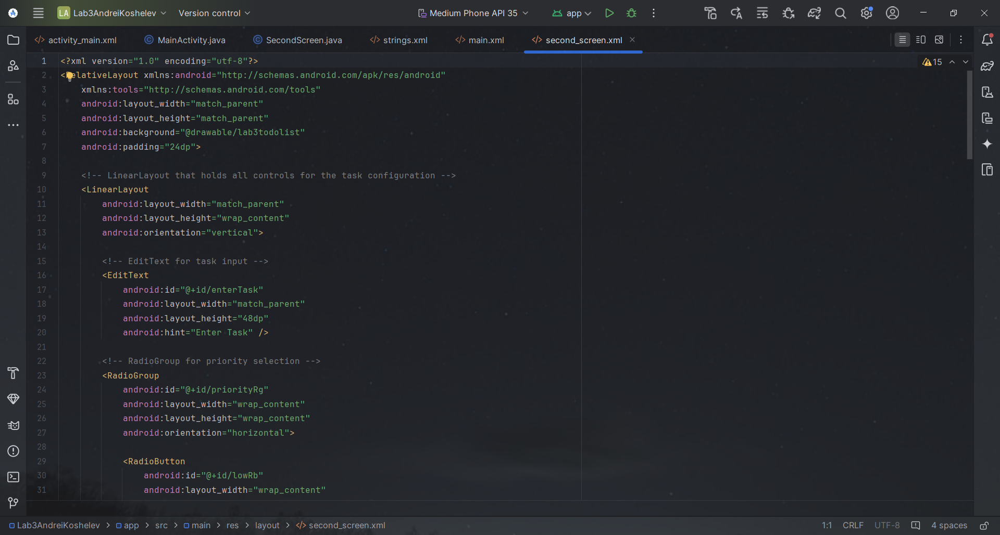 LA Lab3AndreiKoshelev Version control Medium Phone API 35 app
activity_main.xml MainActivity.java SecondScreen.java strings.xml main.xml second_screen.xml
15
1 <?xml version="1.0" encoding="utf-8"?>
2 <RelativeLayout xmlns:android="http://schemas.android.com/apk/res/android"
3 xmlns:tools="http://schemas.android.com/tools"
4 android:layout_width="match_parent"
5 android:layout_height="match_parent"
6 android:background="@drawable/lab3todolist"
7 android:padding="24dp">
8
9 <!-- LinearLayout that holds all controls for the task configuration -->
10 <LinearLayout
11 android:layout_width="match_parent"
12 android:layout_height="wrap_content"
13 android:orientation="vertical">
14
15 <!-- EditText for task input -->
16 <EditText
17 android:id="@+id/enterTask"
18 android:layout_width="match_parent"
19 android:layout_height="48dp"
20 android:hint="Enter Task" />
21
22 <!-- RadioGroup for priority selection -->
23 <RadioGroup
24 android:id="@+id/priorityRg"
25 android:layout_width="wrap_content"
26 android:layout_height="wrap_content"
27 android:orientation="horizontal">
28
29 <RadioButton
30 android:id="@+id/lowRb"
31 android:layout_width="wrap_content"
Lab3AndreiKoshelev > app > src > main > res > layout > </> second_screen.xml 1:1 CRLF UTF-8 4 spaces